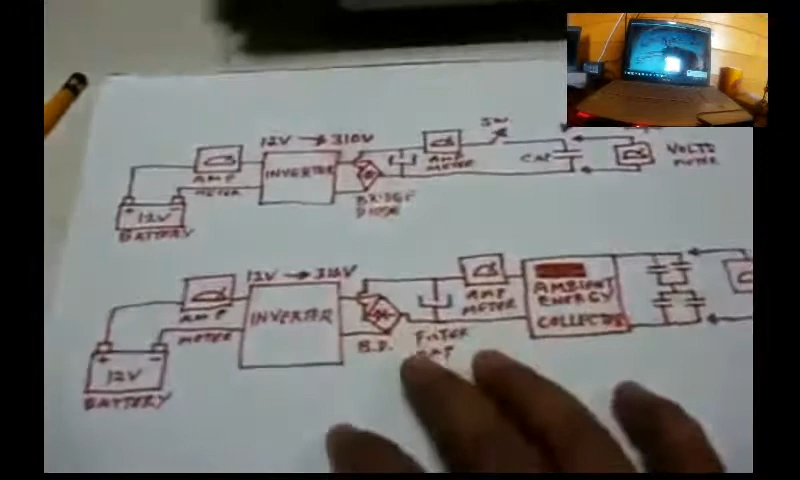 12V → 310V
SW
AMP
METER
INVERTER
AMP
METER
CAP
VOLTS
METER
12V
BATTERY
BRIDGE
DIODE
12V → 310V
AMP
METER
INVERTER
AMP
METER
AMBIENT
ENERGY
COLLECTOR
12V
BATTERY
B.D.
FILTER